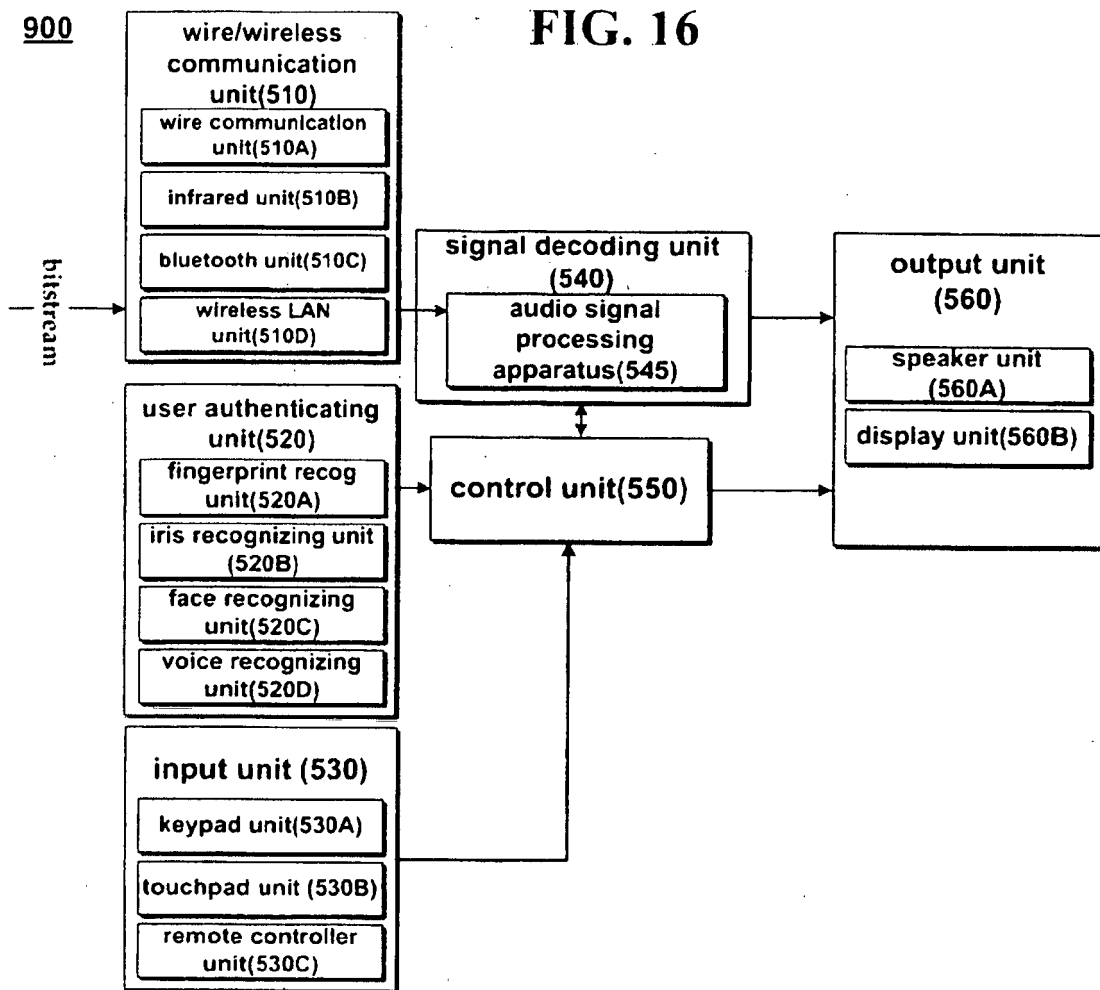 900
FIG. 16
wire/wireless
communication
unit(510)
wire communication
unit(510A)
infrared unit(510B)
bluetooth unit(510C)
wireless LAN
unit(510D)
bitstream
signal decoding unit
(540)
audio signal
processing
apparatus(545)
output unit
(560)
speaker unit
(560A)
display unit(560B)
user authenticating
unit(520)
fingerprint recog
unit(520A)
iris recognizing unit
(520B)
face recognizing
unit(520C)
voice recognizing
unit(520D)
control unit(550)
input unit (530)
keypad unit(530A)
touchpad unit (530B)
remote controller
unit(530C)